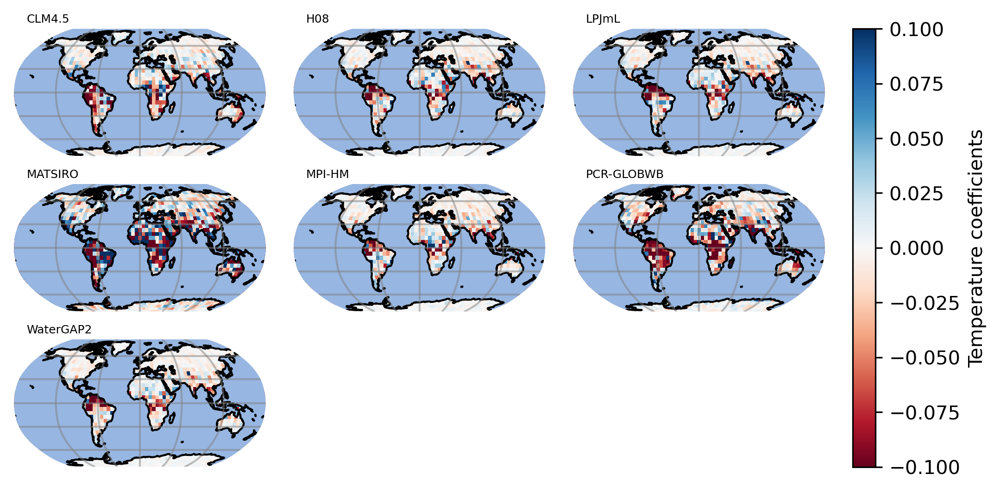 CLM4.5
H08
LPJmL
MATSIRO
MPI-HM
PCR-GLOBWB
WaterGAP2
0.100
0.075
0.050
0.025
0.000
−0.025
−0.050
−0.075
−0.100
Temperature coefficients